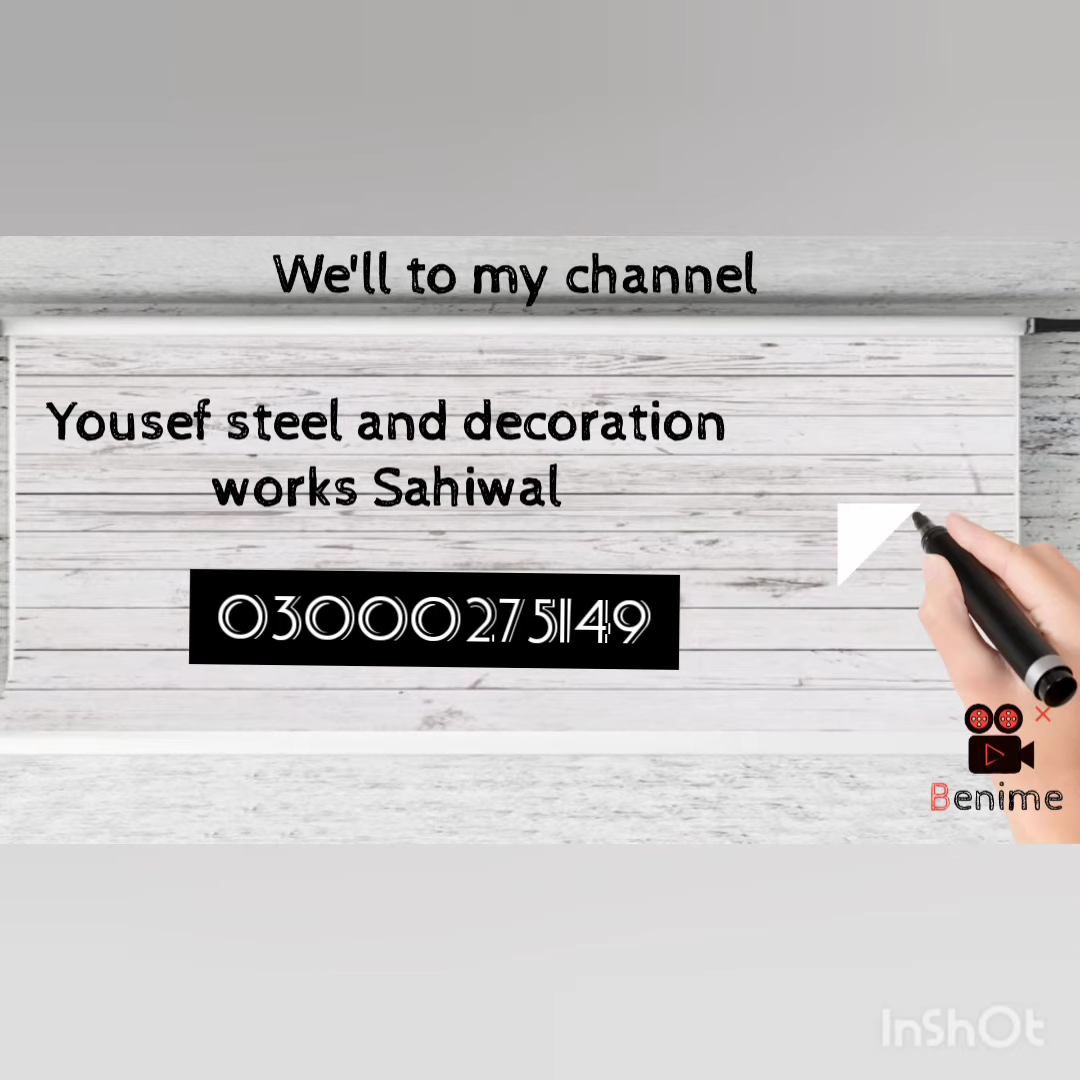 We'll to my channel
Yousef steel and decoration
works Sahiwal
03000275149
Benime
InShOt